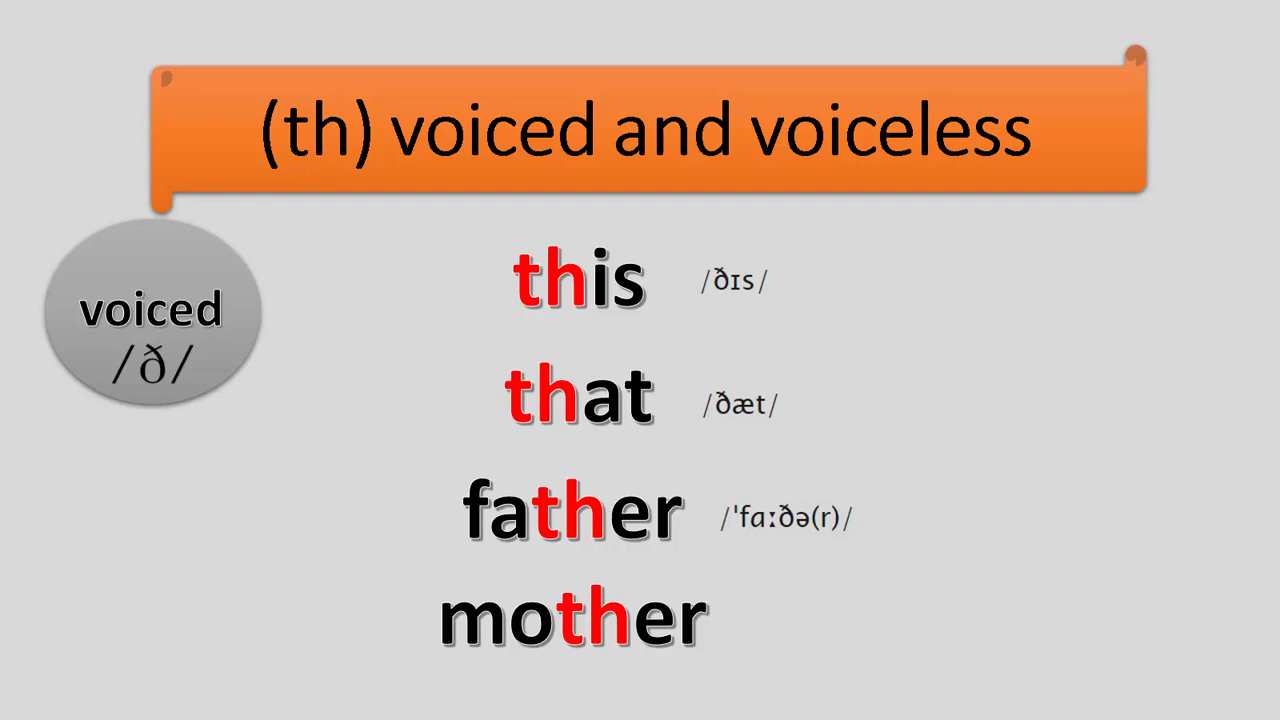 (th) voiced and voiceless
voiced
/ð/
this /ðɪs/
that /ðæt/
father /ˈfɑːðə(r)/
mother